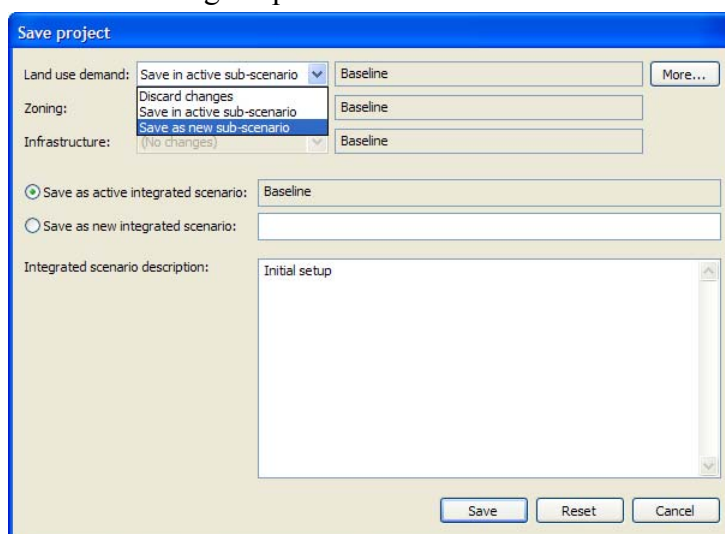 Save project
Land use demand: Save in active sub-scenario Baseline More...
Discard changes
Zoning: Save in active sub-scenario Baseline
Save as new sub-scenario
Infrastructure: (No changes) Baseline
Save as active integrated scenario: Baseline
Save as new integrated scenario:
Integrated scenario description: Initial setup
Save Reset Cancel